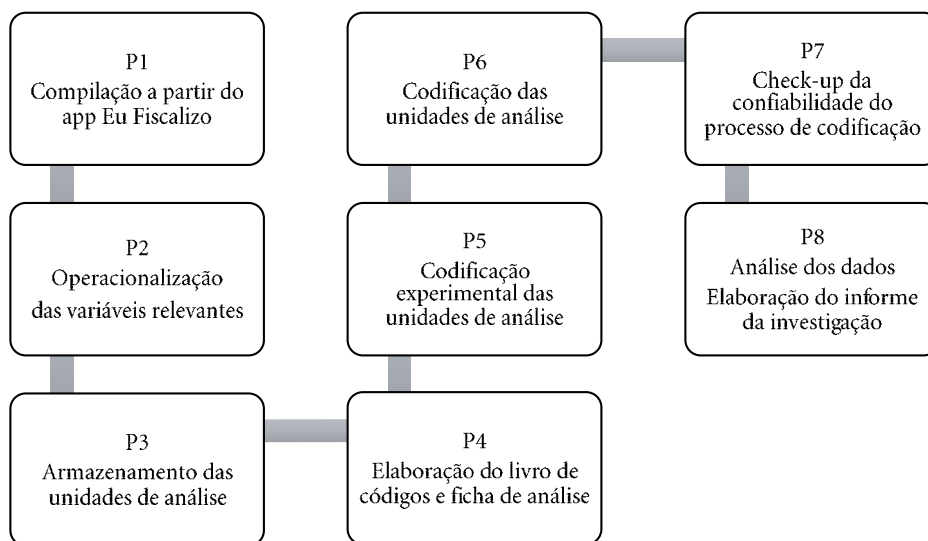 P1
Compilação a partir do
app Eu Fiscalizo
P2
Operacionalização
das variáveis relevantes
P3
Armazenamento das
unidades de análise
P4
Elaboração do livro de
códigos e ficha de análise
P5
Codificação
experimental das
unidades de análise
P6
Codificação das
unidades de análise
P7
Check-up da
confiabilidade do
processo de codificação
P8
Análise dos dados
Elaboração do informe
da investigação